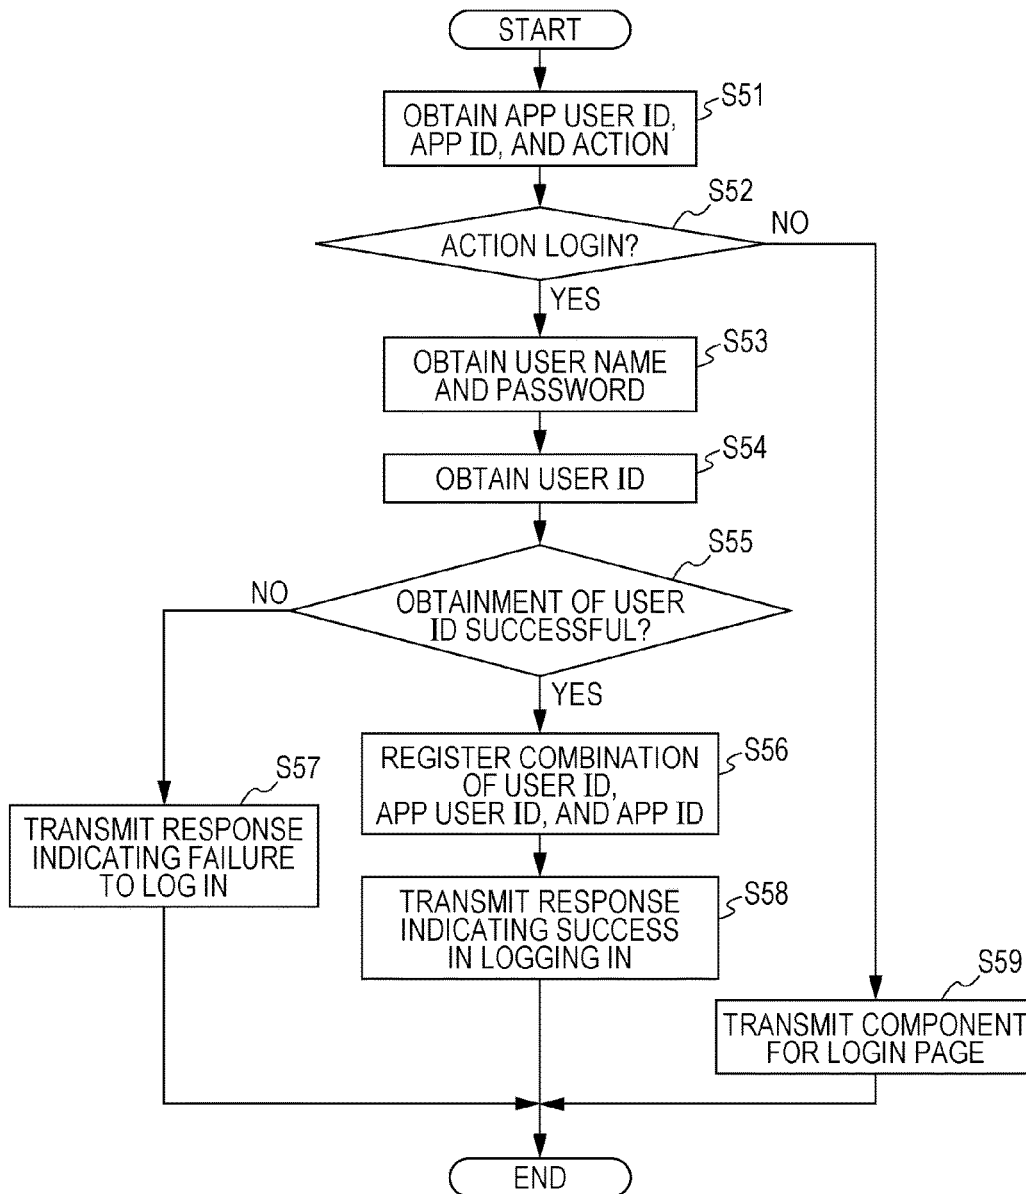 START
S51
OBTAIN APP USER ID,
APP ID, AND ACTION
S52
ACTION LOGIN?
NO
YES
S53
OBTAIN USER NAME
AND PASSWORD
S54
OBTAIN USER ID
S55
OBTAINMENT OF USER
ID SUCCESSFUL?
NO
YES
S56
REGISTER COMBINATION
OF USER ID,
APP USER ID, AND APP ID
S57
TRANSMIT RESPONSE
INDICATING FAILURE
TO LOG IN
S58
TRANSMIT RESPONSE
INDICATING SUCCESS
IN LOGGING IN
S59
TRANSMIT COMPONENT
FOR LOGIN PAGE
END